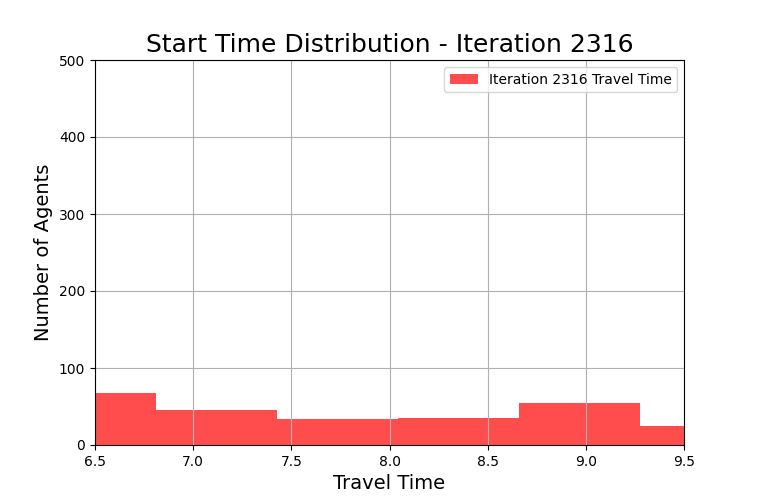 Start Time Distribution - Iteration 2316
500
Iteration 2316 Travel Time
400
300
200
100
0
Number of Agents
6.5 7.0 7.5 8.0 8.5 9.0 9.5
Travel Time